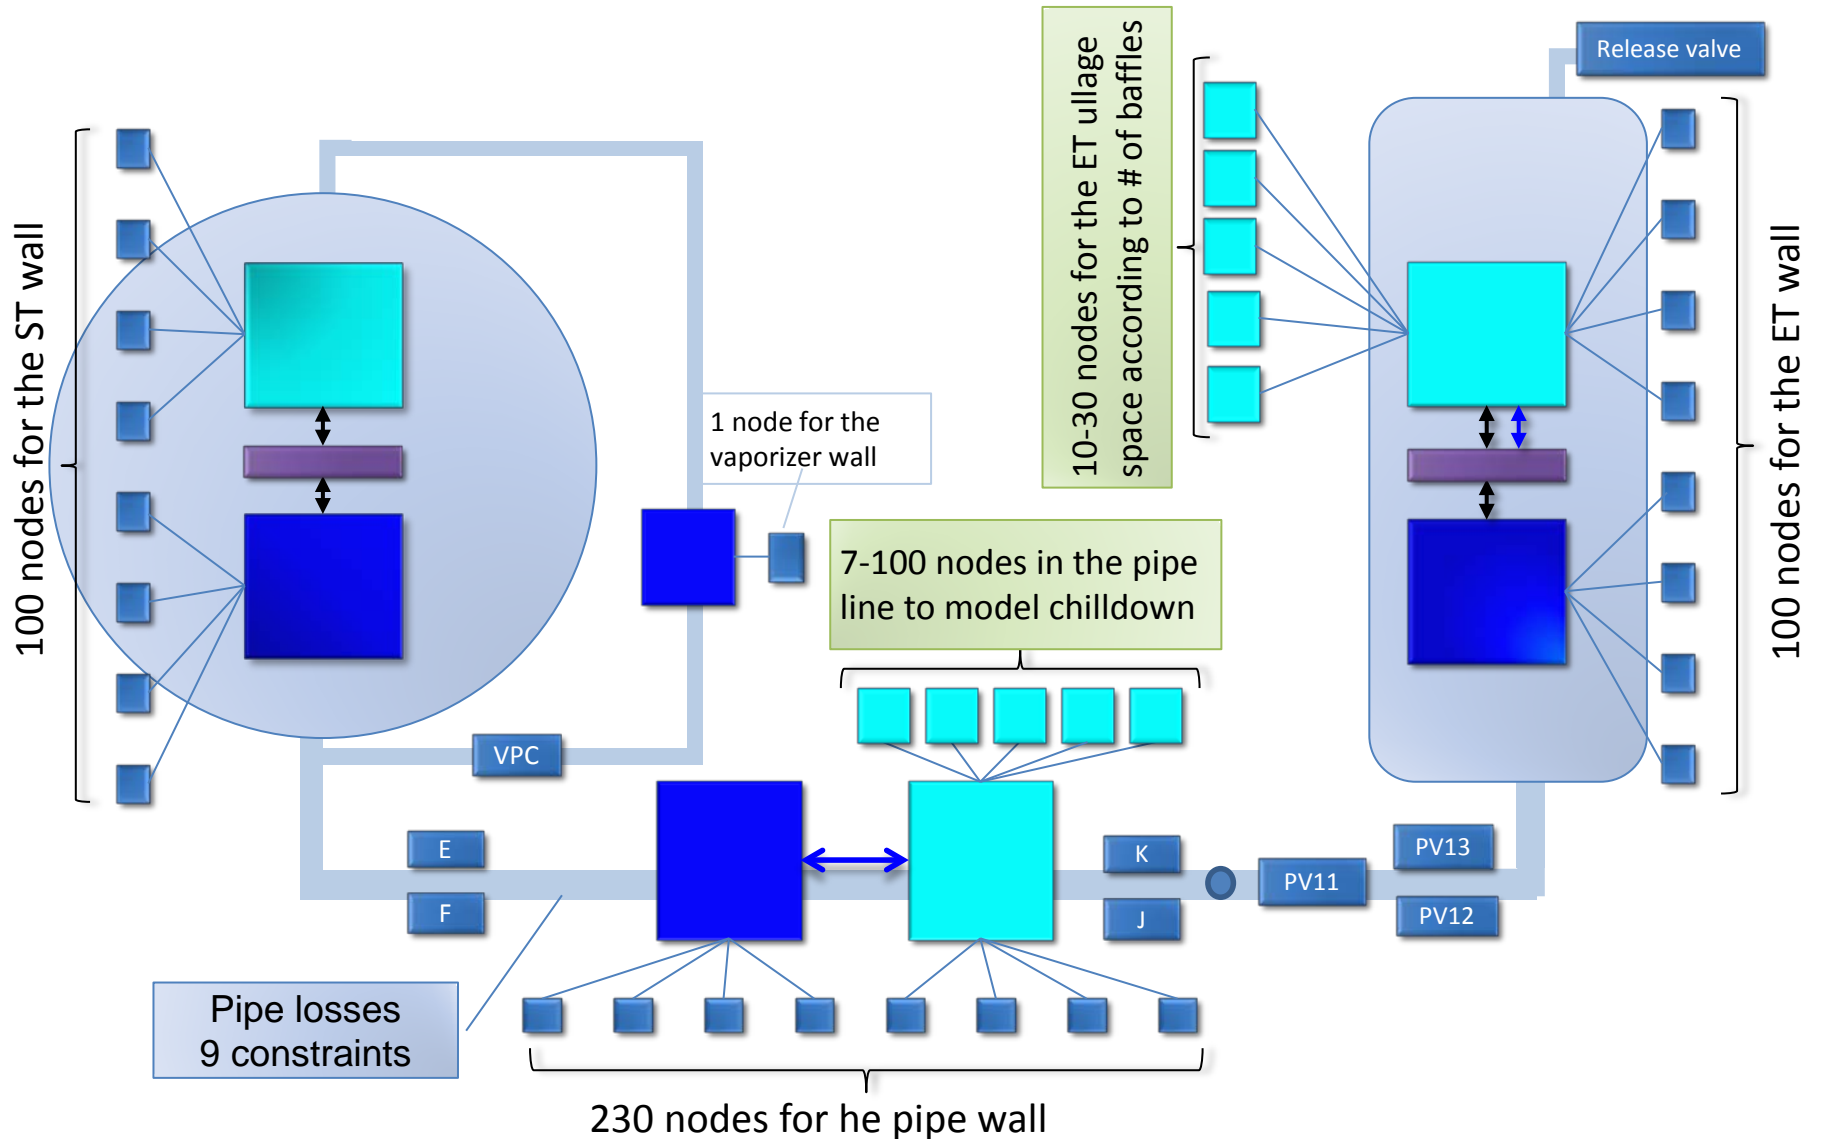 100 nodes for the ST wall
1 node for the
vaporizer wall
10-30 nodes for the ET ullage
space according to # of baffles
Release valve
100 nodes for the ET wall
7-100 nodes in the pipe
line to model chilldown
VPC
E
F
K
J
PV11
PV13
PV12
Pipe losses
9 constraints
230 nodes for he pipe wall